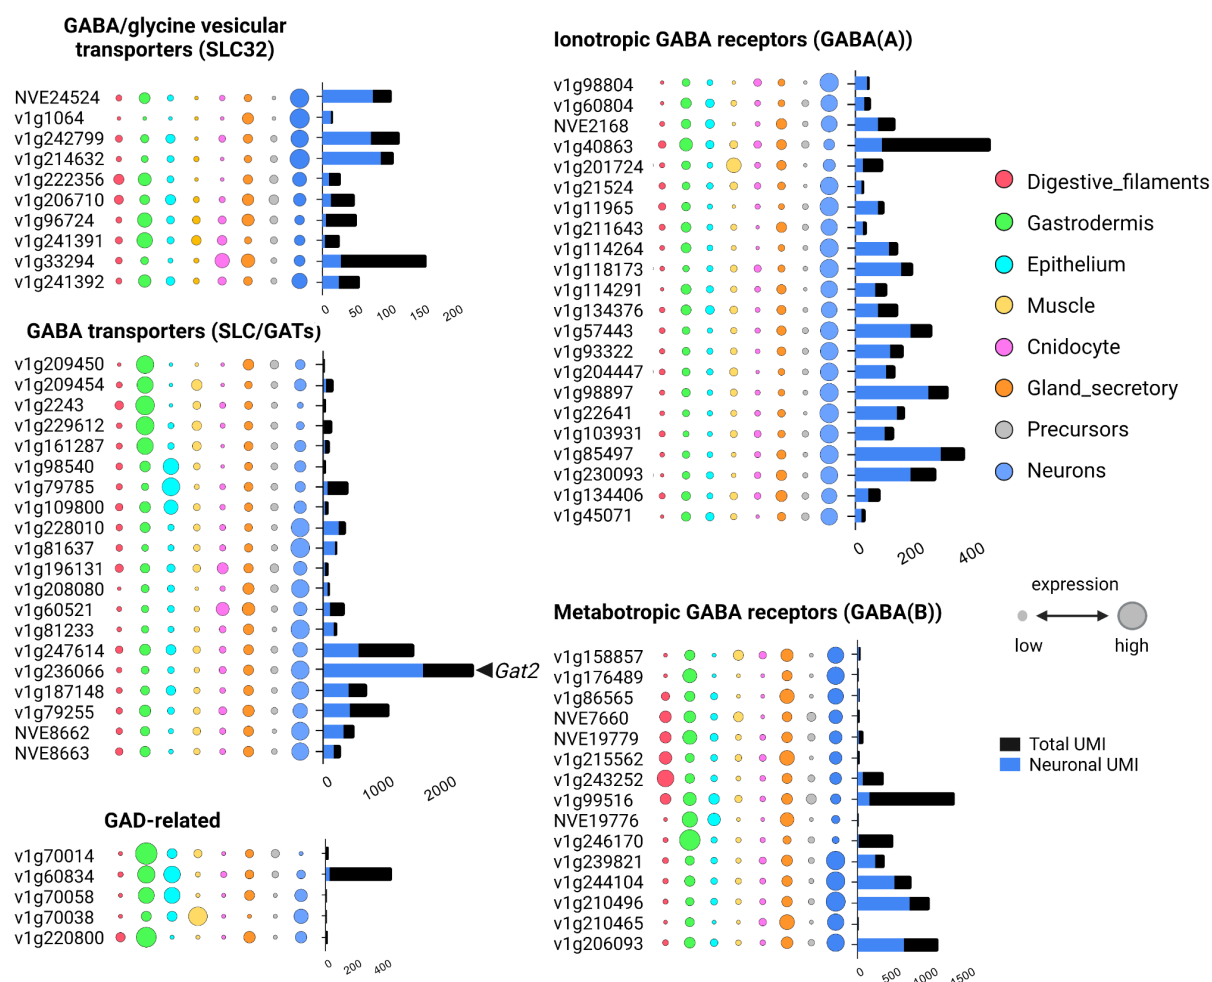 GABA/glycine vesicular
transporters (SLC32)
NVE24524
v1g1064
v1g242799
v1g214632
v1g222356
v1g206710
v1g96724
v1g241391
v1g33294
v1g241392
0 50 100 150 200
GABA transporters (SLC/GATs)
v1g209450
v1g209454
v1g2243
v1g229612
v1g161287
v1g98540
v1g79785
v1g109800
v1g228010
v1g81637
v1g196131
v1g208080
v1g60521
v1g81233
v1g247614
v1g236066
Gat2
v1g187148
v1g79255
NVE8662
NVE8663
0 1000 2000
GAD-related
v1g70014
v1g60834
v1g70058
v1g70038
v1g220800
0 200 400
Ionotropic GABA receptors (GABA(A))
v1g98804
v1g60804
NVE2168
v1g40863
v1g201724
v1g21524
v1g11965
v1g211643
v1g114264
v1g118173
v1g114291
v1g134376
v1g57443
v1g93322
v1g204447
v1g98897
v1g22641
v1g103931
v1g85497
v1g230093
v1g134406
v1g45071
0 200 400
Metabotropic GABA receptors (GABA(B))
v1g158857
v1g176489
v1g86565
NVE7660
NVE19779
v1g215562
v1g243252
v1g99516
NVE19776
v1g246170
v1g239821
v1g244104
v1g210496
v1g210465
v1g206093
0 500 1000 1500
Digestive_filaments
Gastrodermis
Epithelium
Muscle
Cnidocyte
Gland_secretory
Precursors
Neurons
expression
low high
Total UMI
Neuronal UMI